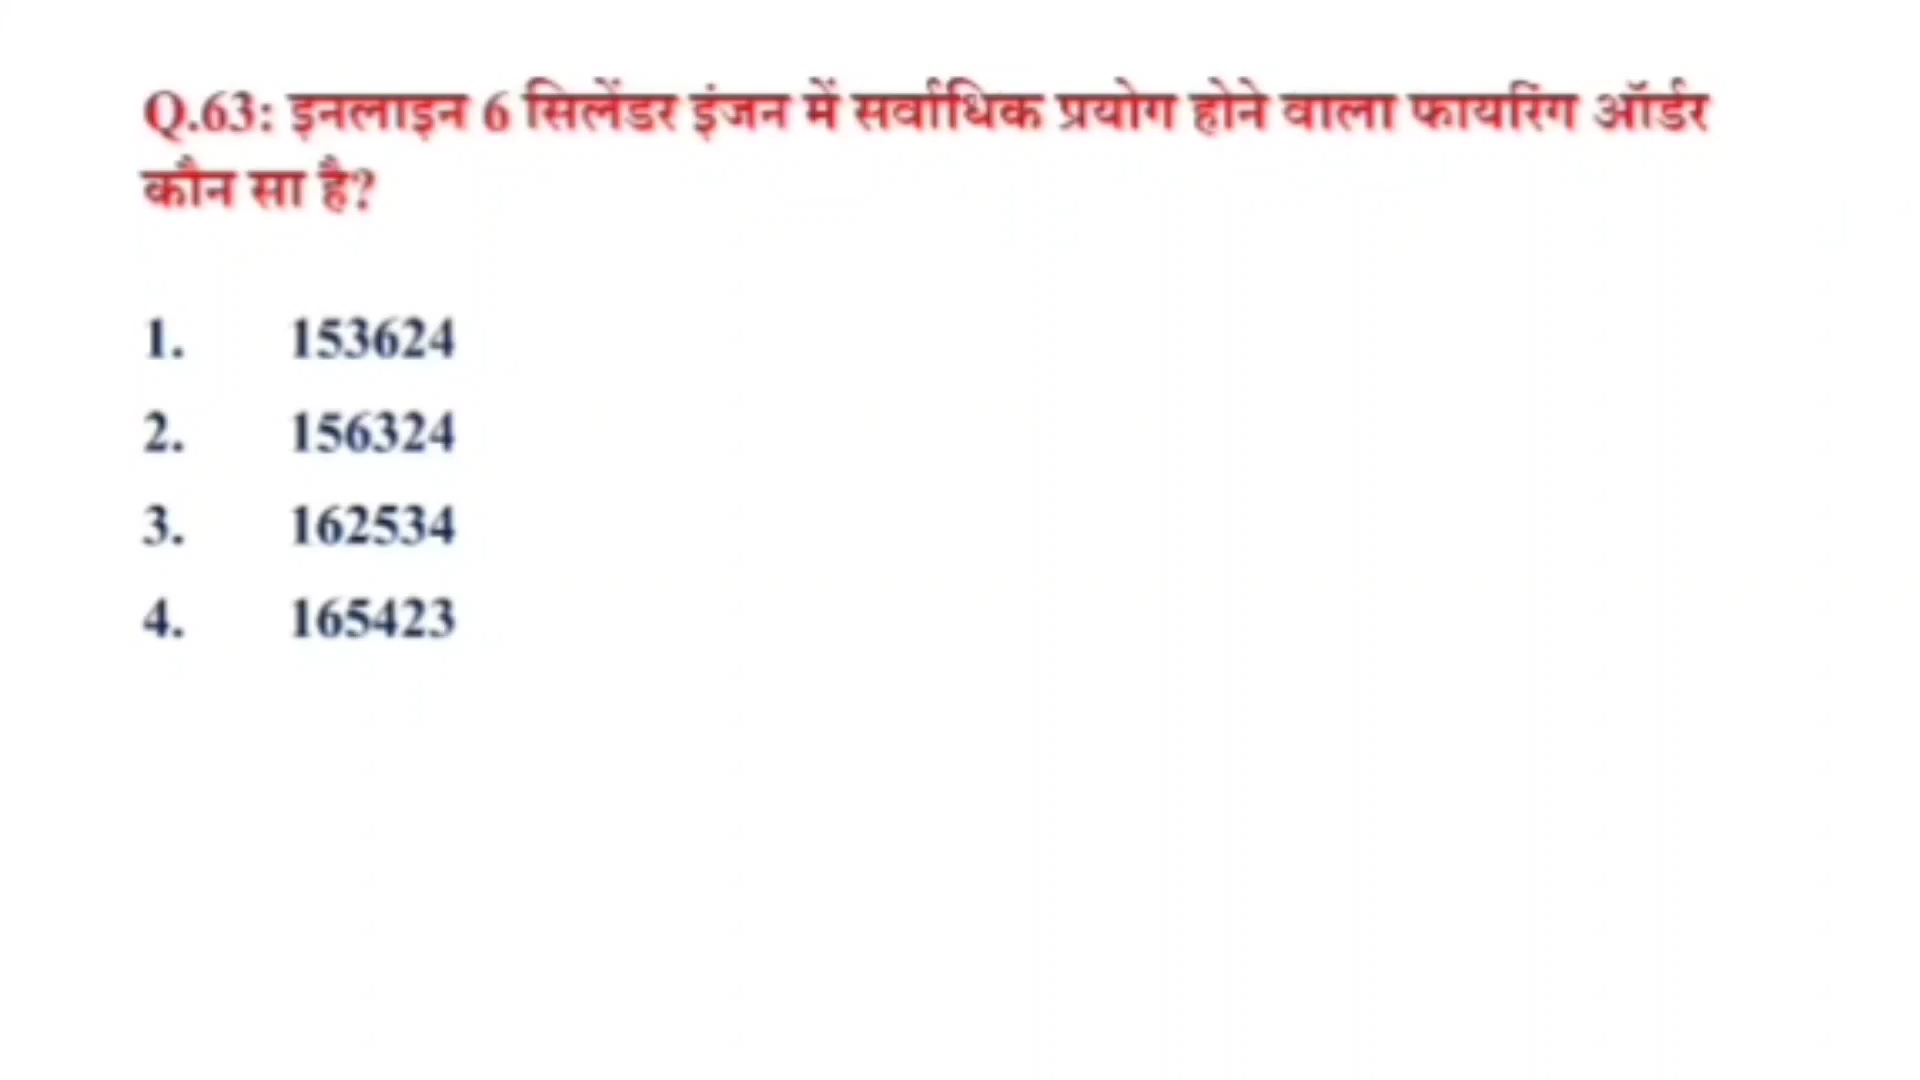 Q.63: इनलाइन 6 सिलेंडर इंजन में सर्वाधिक प्रयोग होने वाला फायरिंग ऑर्डर
कौन सा है?
1. 153624
2. 156324
3. 162534
4. 165423